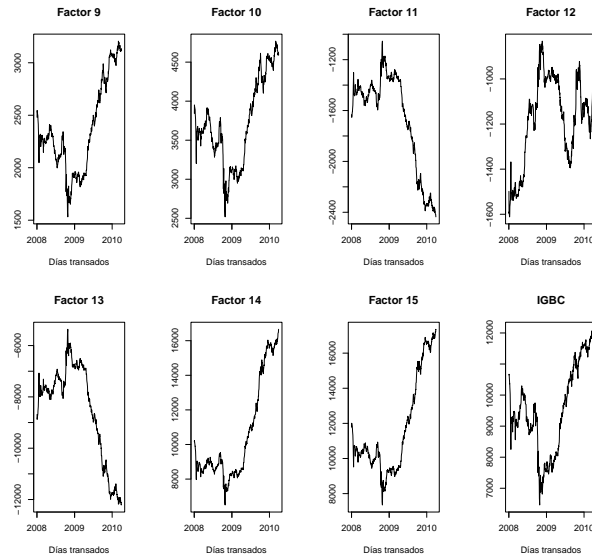 Factor 9 Factor 10 Factor 11 Factor 12
1500 2000 2500 3000
2500 3000 3500 4000 4500
−2400 −2000 −1600 −1200
−1600 −1400 −1200 −1000
2008 2009 2010 2008 2009 2010 2008 2009 2010 2008 2009 2010
Días transados Días transados Días transados Días transados
Factor 13 Factor 14 Factor 15 IGBC
−12000 −10000 −8000 −6000
8000 10000 12000 14000 16000
8000 10000 12000 14000 16000
7000 8000 9000 10000 12000
2008 2009 2010 2008 2009 2010 2008 2009 2010 2008 2009 2010
Días transados Días transados Días transados Días transados